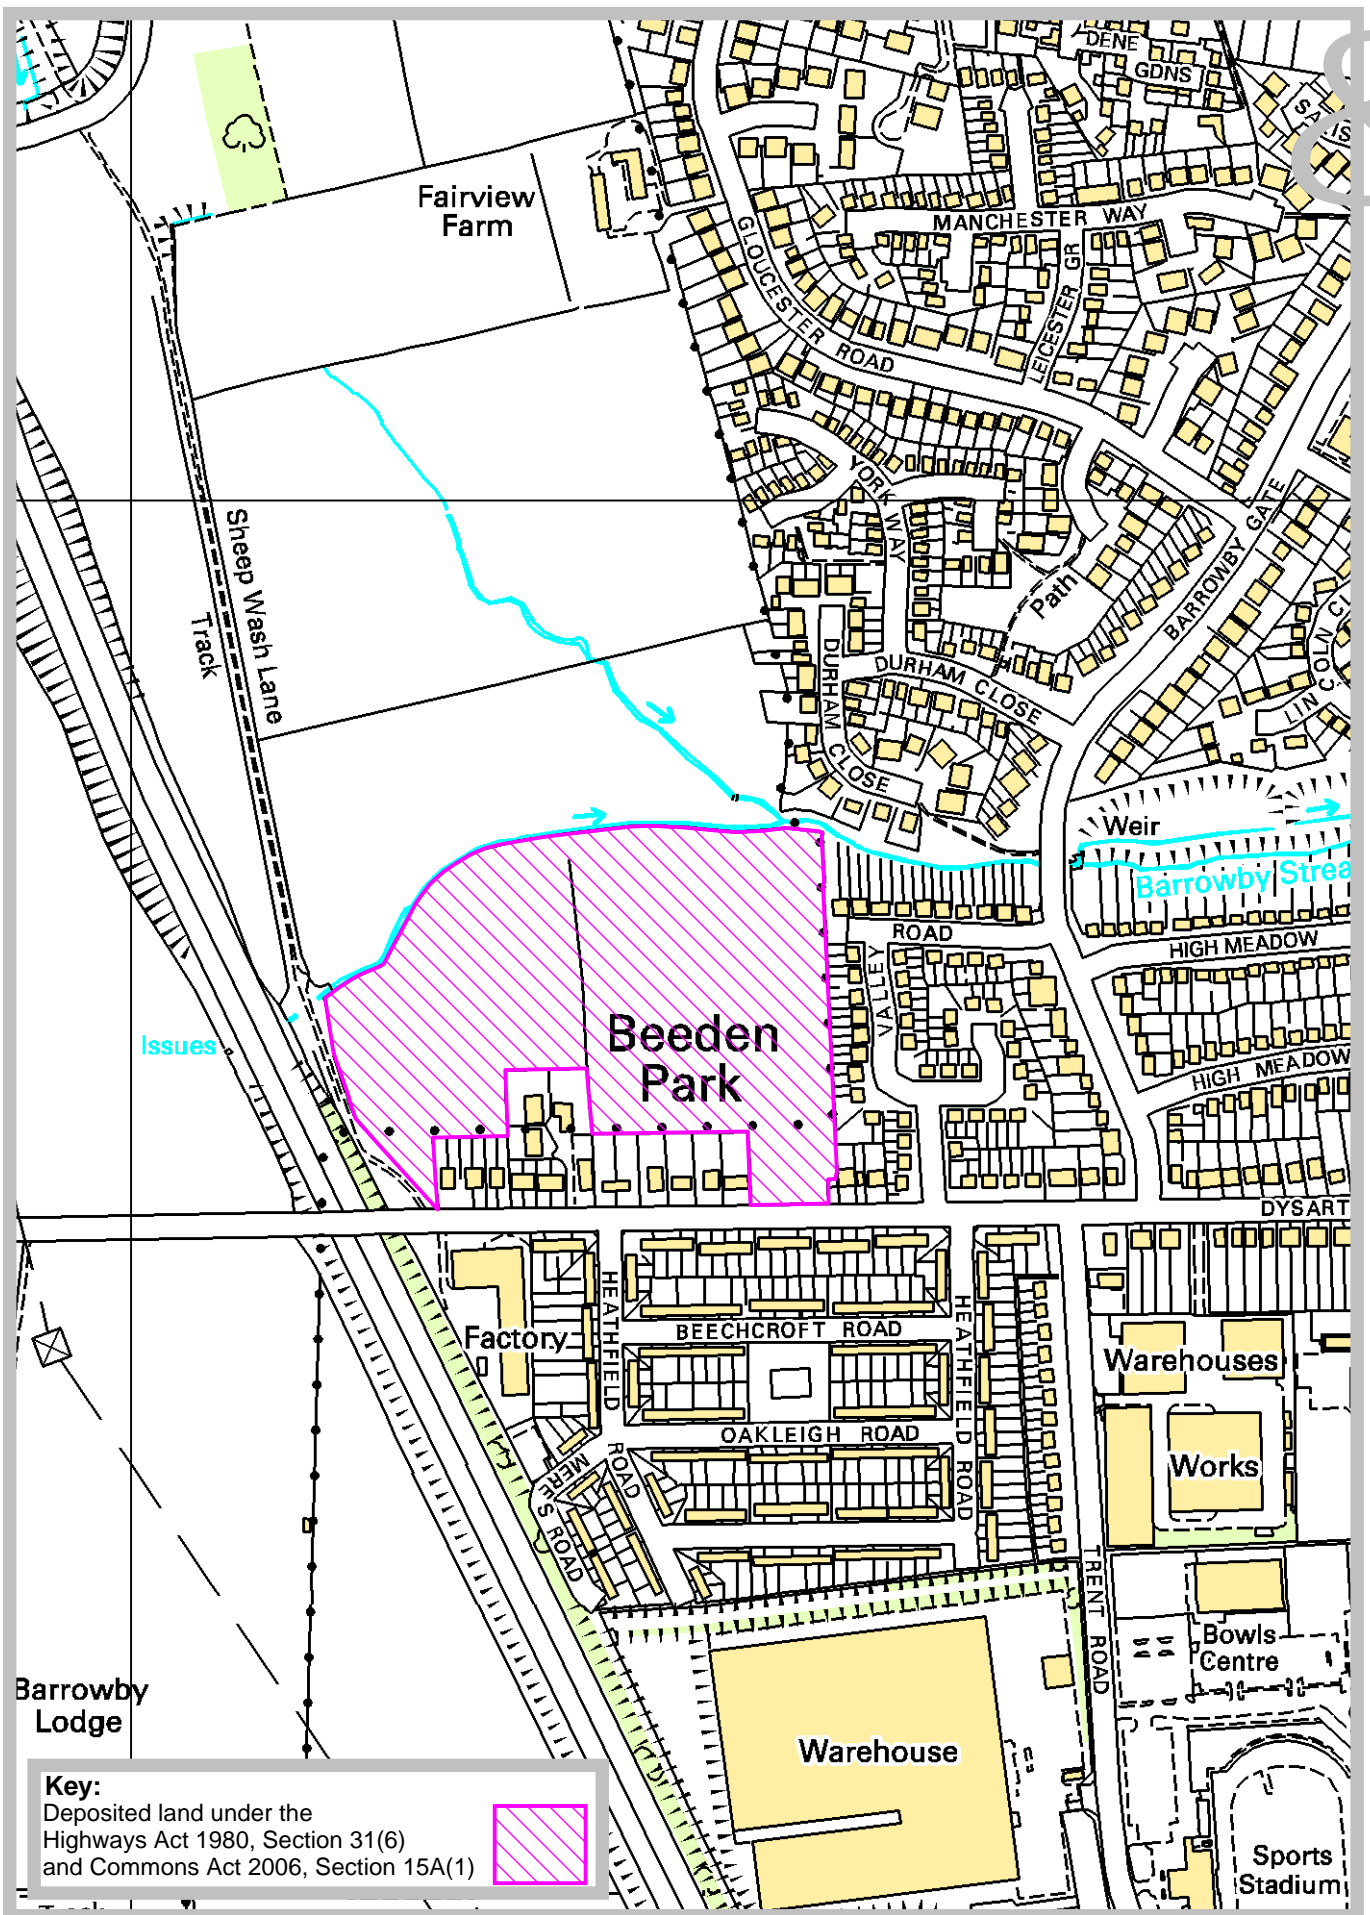 &
DENE
GDNS
Fairview
Farm
MANCHESTER WAY
GLOUCESTER ROAD
LEICESTER GR
YORK WAY
BARROWBY GATE
Path
Sheep Wash Lane
Track
DURHAM CLOSE
DURHAM CLOSE
Weir
Barrowby Strea
ROAD
HIGH MEADOW
VALLEY
HIGH MEADOW
Issues
Beeden
Park
DYSART
HEATHFIELD
ROAD
BEECHCROFT ROAD
HEATHFIELD ROAD
Factory
Warehouses
OAKLEIGH ROAD
Works
MERES ROAD
TRENT ROAD
Bowls
Centre
Barrowby
Lodge
Warehouse
Sports
Stadium
Key:
Deposited land under the
Highways Act 1980, Section 31(6)
and Commons Act 2006, Section 15A(1)